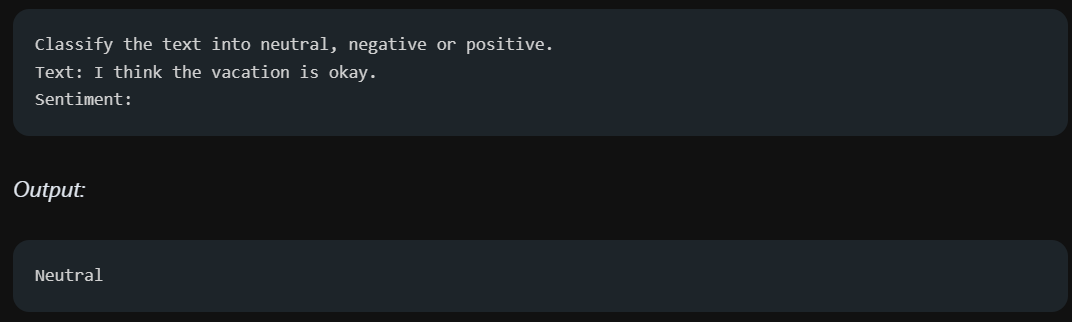 Classify the text into neutral, negative or positive.
Text: I think the vacation is okay.
Sentiment:
Output:
Neutral